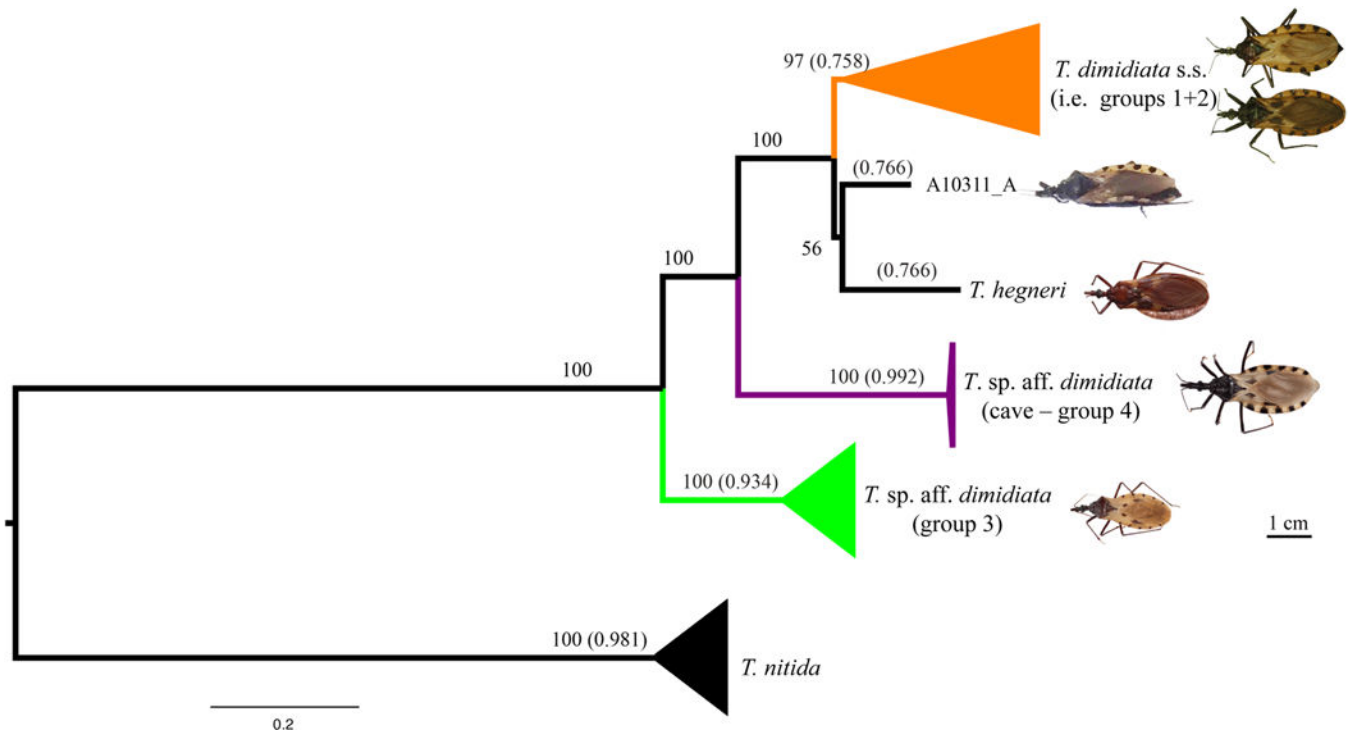 97 (0.758)
T. dimidiata s.s.
(i.e. groups 1+2)
100
(0.766)
A10311_A
56
100
(0.766)
T. hegneri
100
100 (0.992)
T. sp. aff. dimidiata
(cave – group 4)
100 (0.934)
T. sp. aff. dimidiata
(group 3)
1 cm
100 (0.981)
T. nitida
0.2